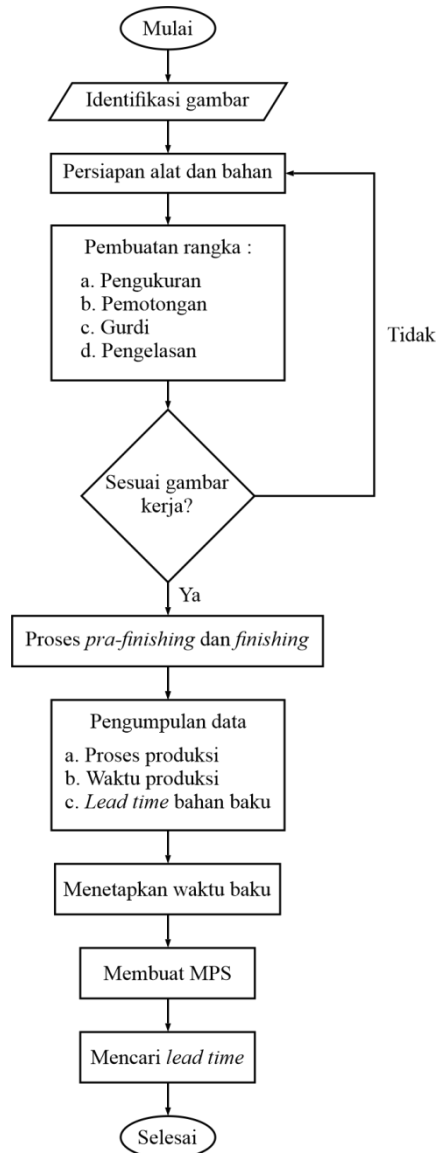 Mulai
Identifikasi gambar
Persiapan alat dan bahan
Pembuatan rangka :
a. Pengukuran
b. Pemotongan
c. Gurdi
d. Pengelasan
Tidak
Sesuai gambar
kerja?
Ya
Proses pra-finishing dan finishing
Pengumpulan data
a. Proses produksi
b. Waktu produksi
c. Lead time bahan baku
Menetapkan waktu baku
Membuat MPS
Mencari lead time
Selesai